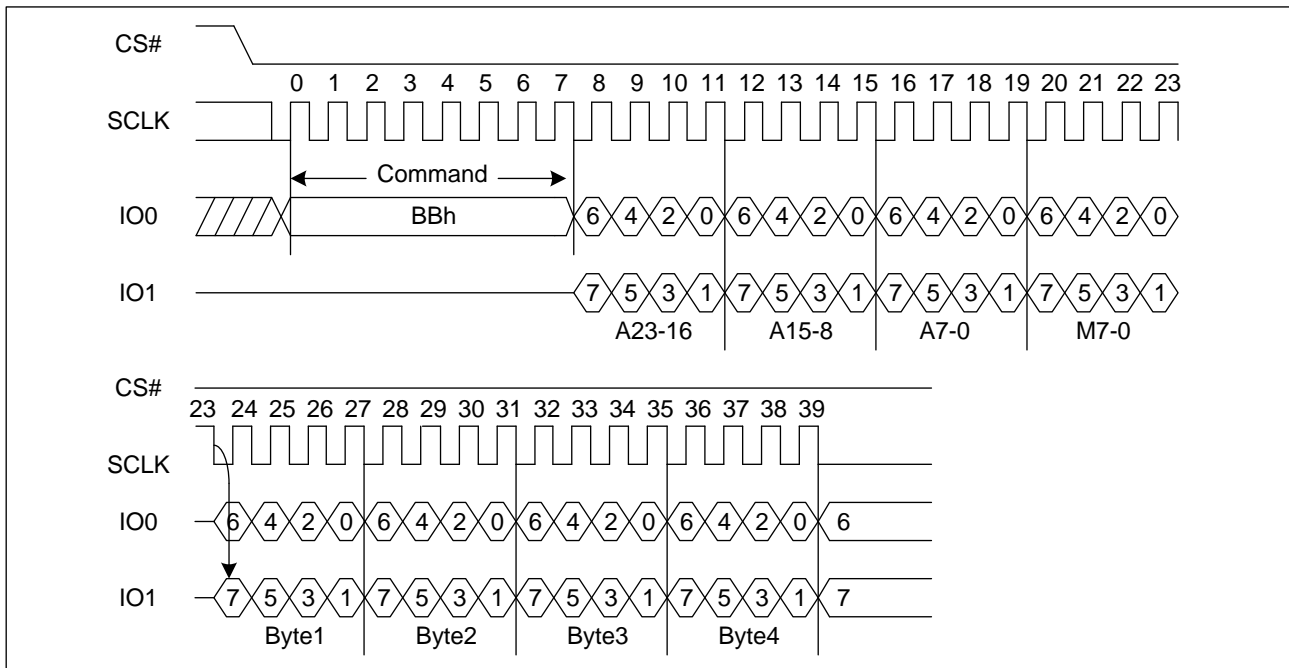 CS#
0 1 2 3 4 5 6 7 8 9 10 11 12 13 14 15 16 17 18 19 20 21 22 23
SCLK
Command
IO0 BBh 6 4 2 0 6 4 2 0 6 4 2 0 6 4 2 0
IO1 7 5 3 1 7 5 3 1 7 5 3 1 7 5 3 1
A23-16 A15-8 A7-0 M7-0
CS#
23 24 25 26 27 28 29 30 31 32 33 34 35 36 37 38 39
SCLK
IO0 6 4 2 0 6 4 2 0 6 4 2 0 6 4 2 0 6
IO1 7 5 3 1 7 5 3 1 7 5 3 1 7 5 3 1 7
Byte1 Byte2 Byte3 Byte4